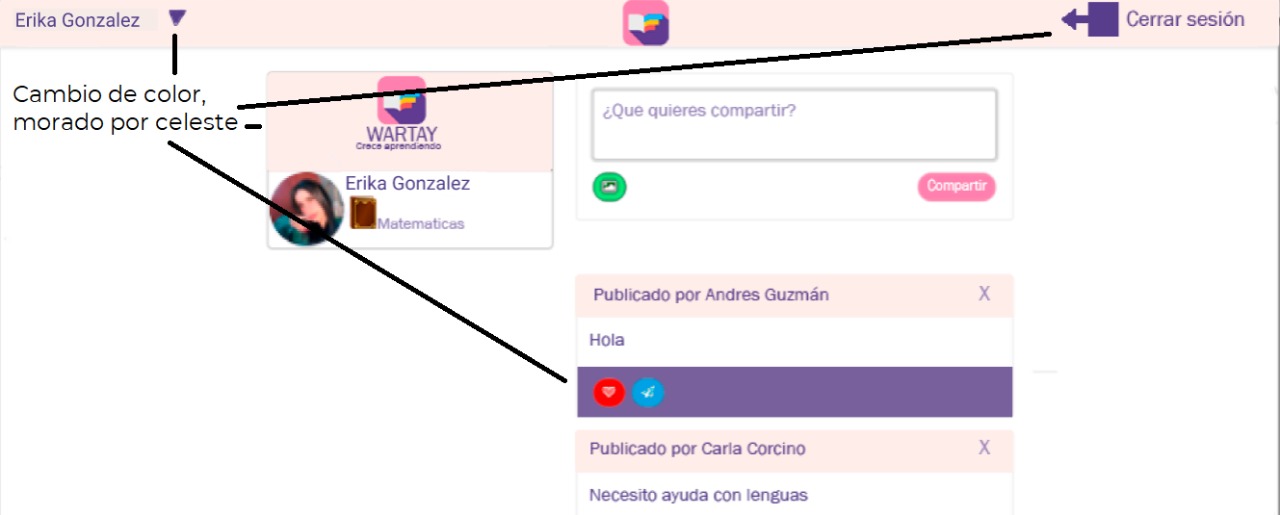 Erika Gonzalez
Cerrar sesión
Cambio de color,
morado por celeste
WARTAY
Crece aprendiendo
Erika Gonzalez
Matematicas
¿Que quieres compartir?
Compartir
Publicado por Andres Guzmán X
Hola
Publicado por Carla Corcino X
Necesito ayuda con lenguas